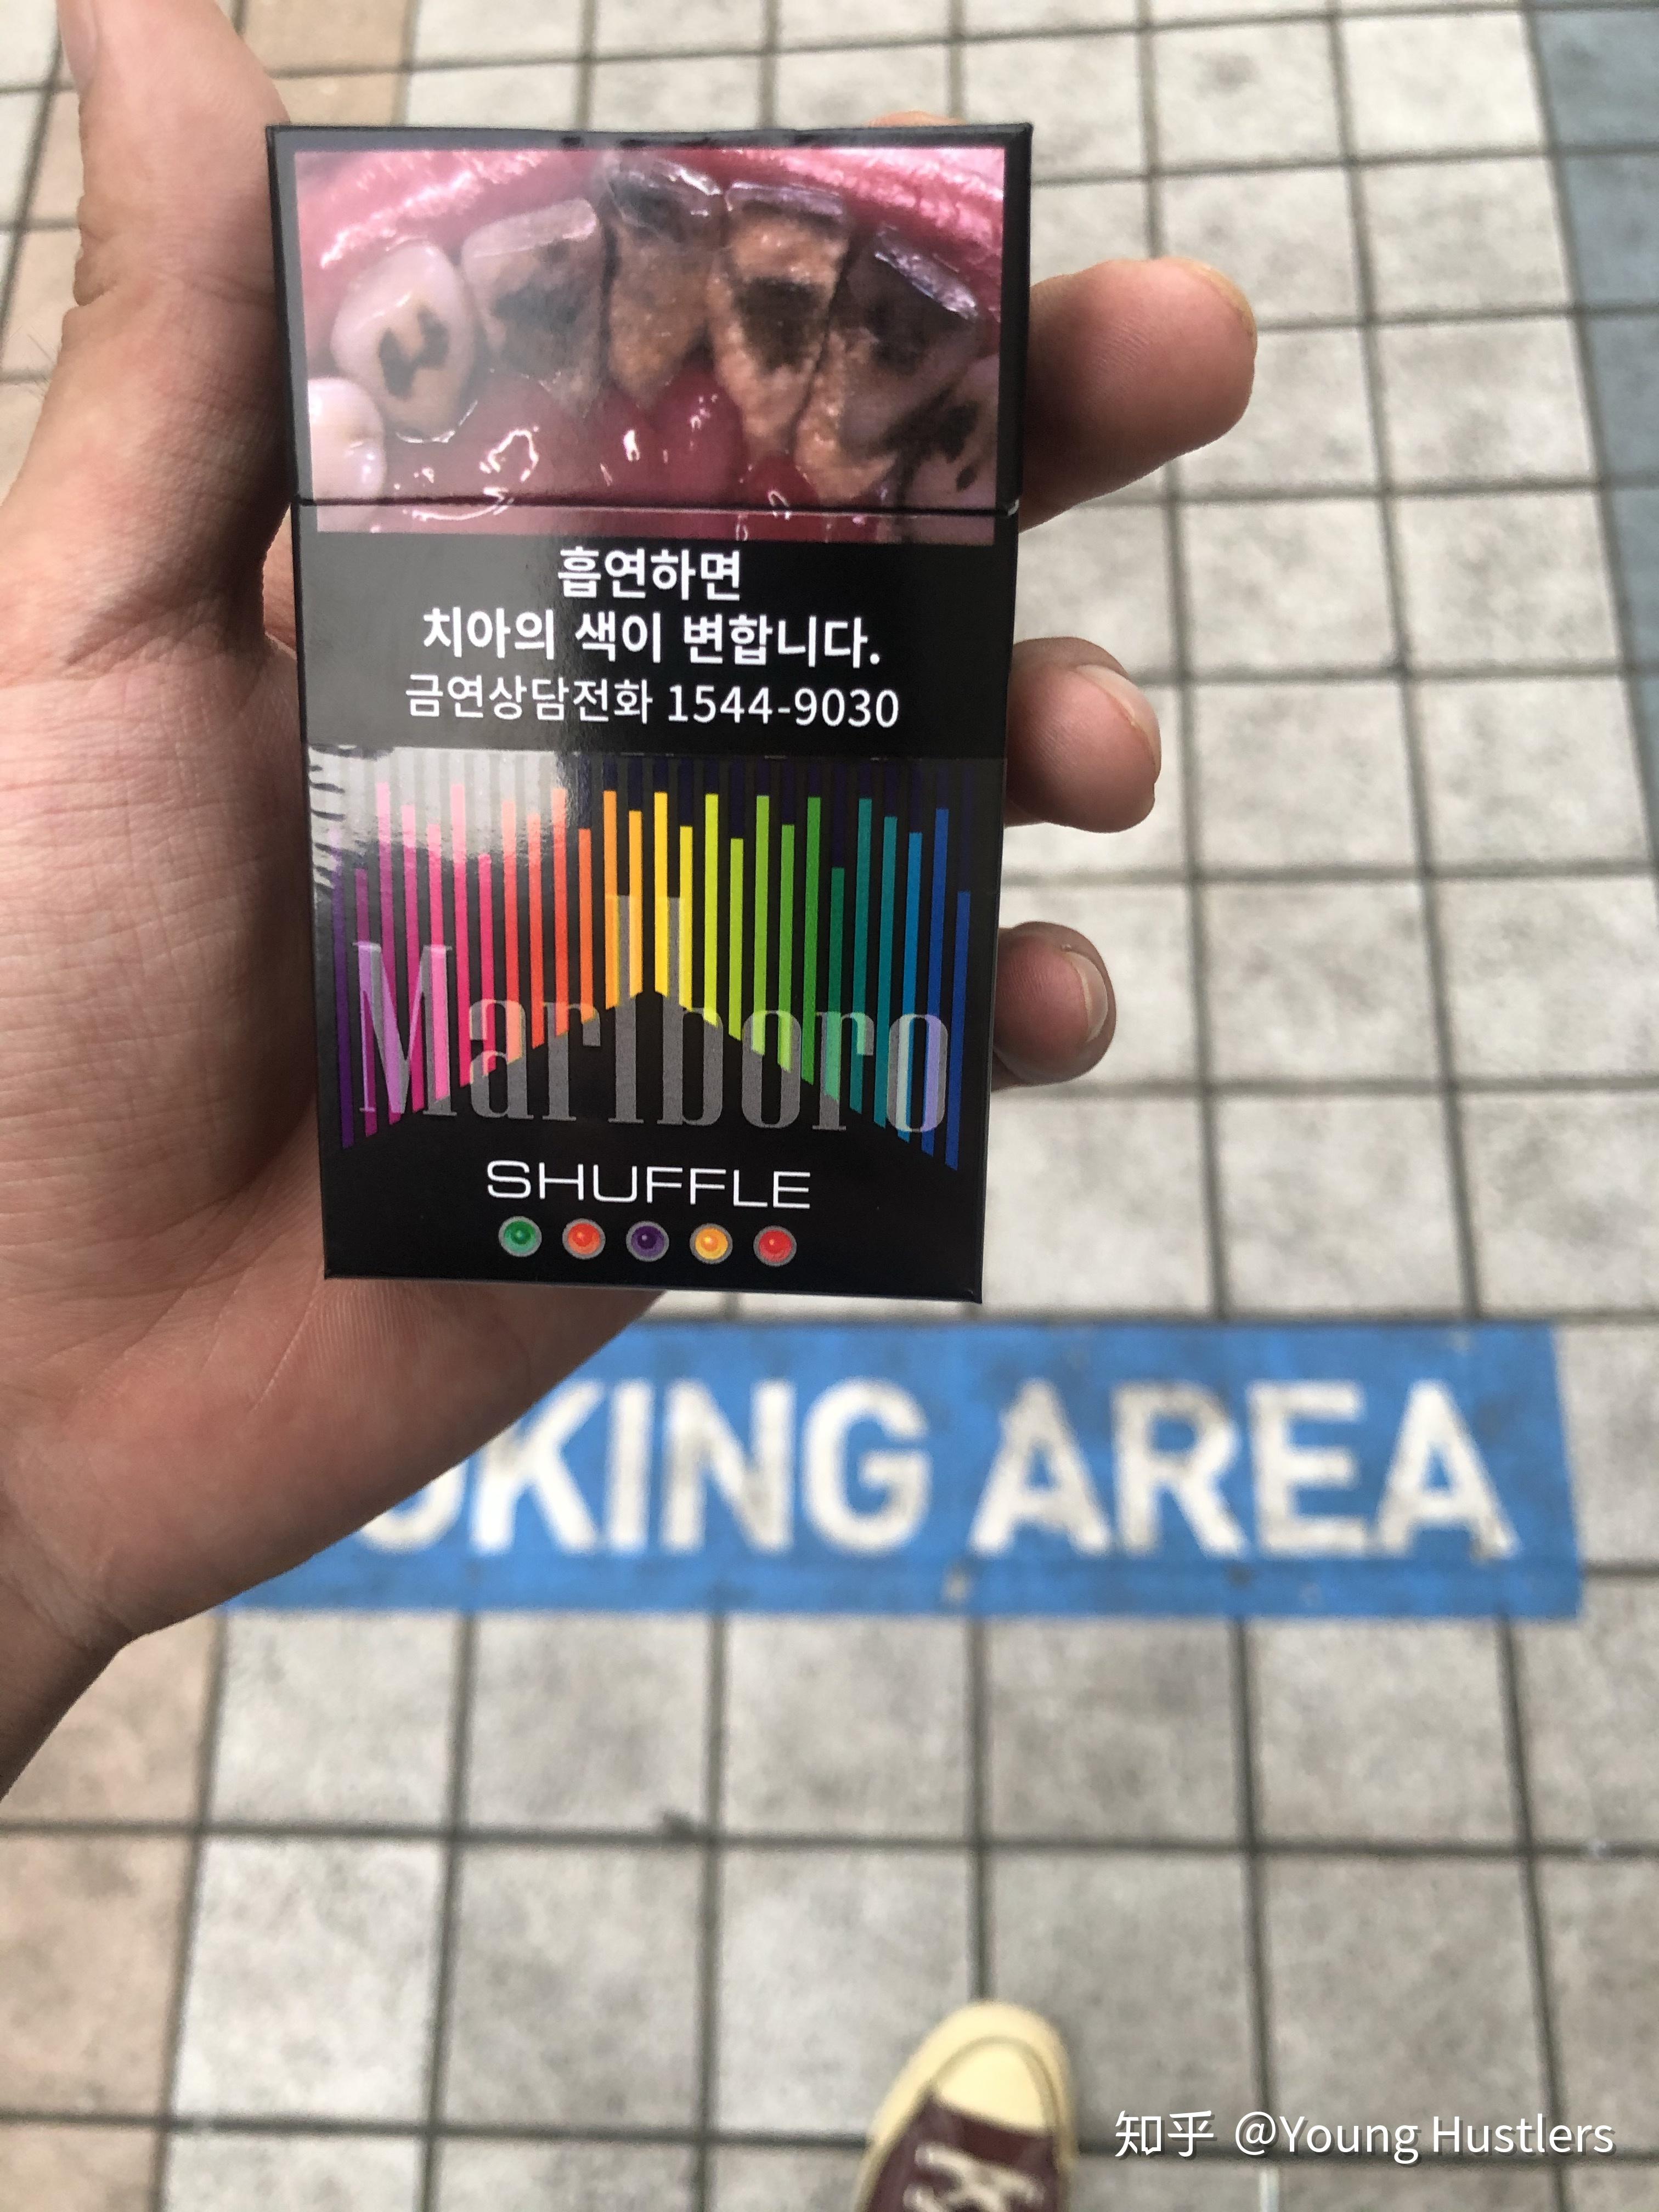 흡연하면
치아의 색이 변합니다.
금연상담전화 1544-9030
Marlboro
SHUFFLE
OKING AREA
知乎 @Young Hustlers